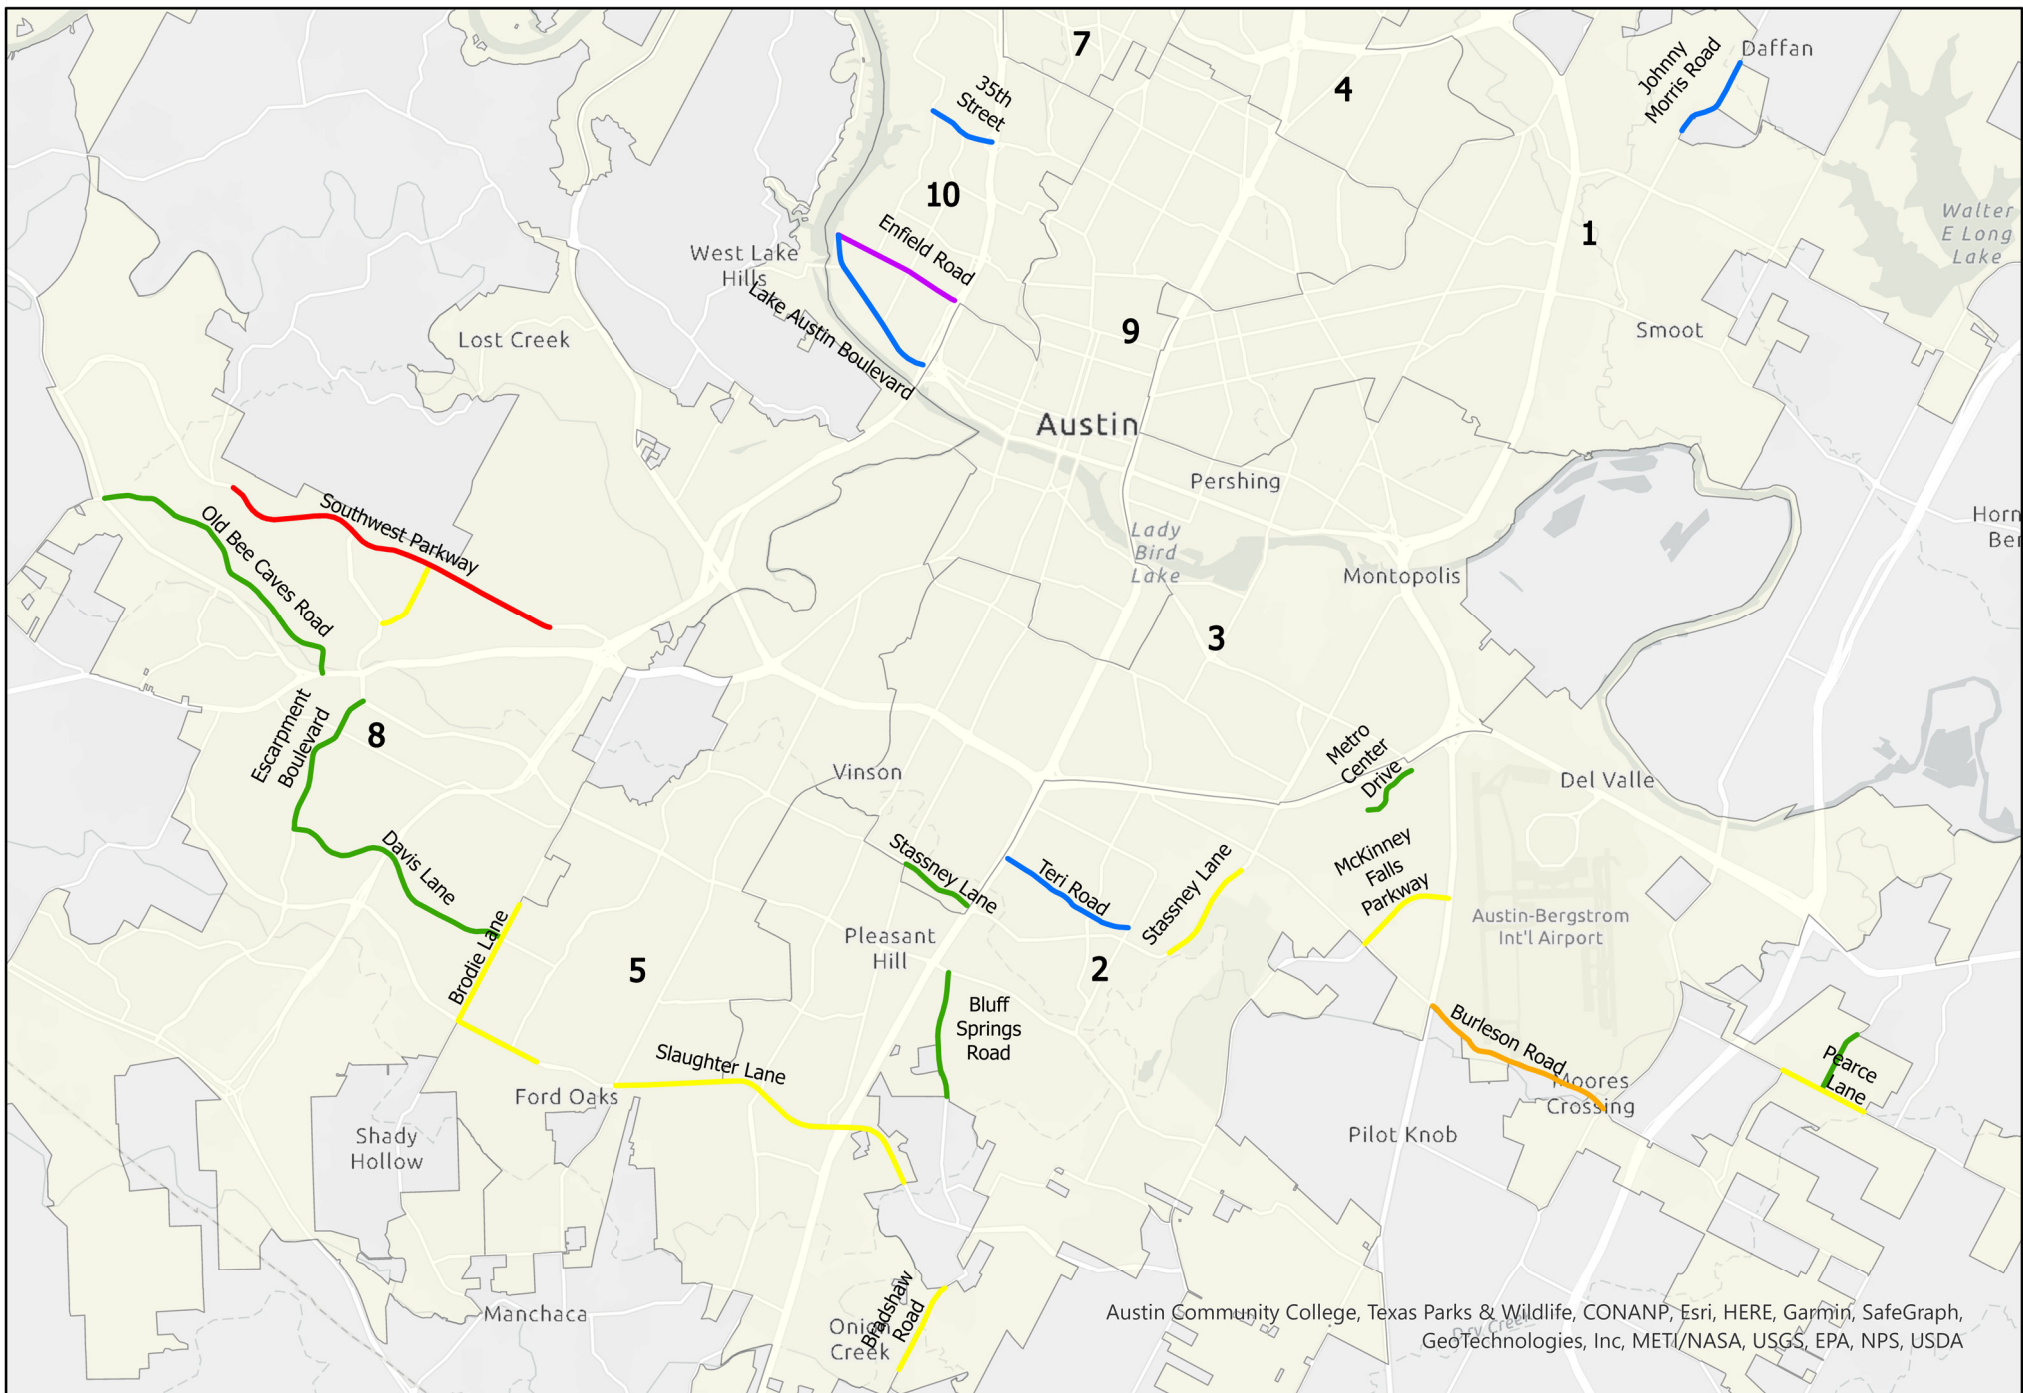 7
Daffan
Johnny
Morris Road
4
35th
Street
10
Walter
E Long
Lake
1
Enfield Road
West Lake
Hills
Lake Austin Boulevard
9
Smoot
Lost Creek
Austin
Pershing
Southwest Parkway
Old Bee Caves Road
Horn
Ber
Lady
Bird
Lake
Montopolis
3
Escarpment
Boulevard
8
Metro
Center
Drive
Vinson
Del Valle
Davis Lane
Stassney Lane
Teri Road
Stassney Lane
McKinney
Falls
Parkway
Austin-Bergstrom
Int'l Airport
Brodie Lane
Pleasant
Hill
5
2
Bluff
Springs
Road
Burleson Road
Slaughter Lane
Pearce
Lane
Ford Oaks
Moores
Crossing
Shady
Hollow
Pilot Knob
Manchaca
Bradshaw
Road
Onion
Creek
Dry Creek
Austin Community College, Texas Parks & Wildlife, CONANP, Esri, HERE, Garmin, SafeGraph,
GeoTechnologies, Inc, METI/NASA, USGS, EPA, NPS, USDA